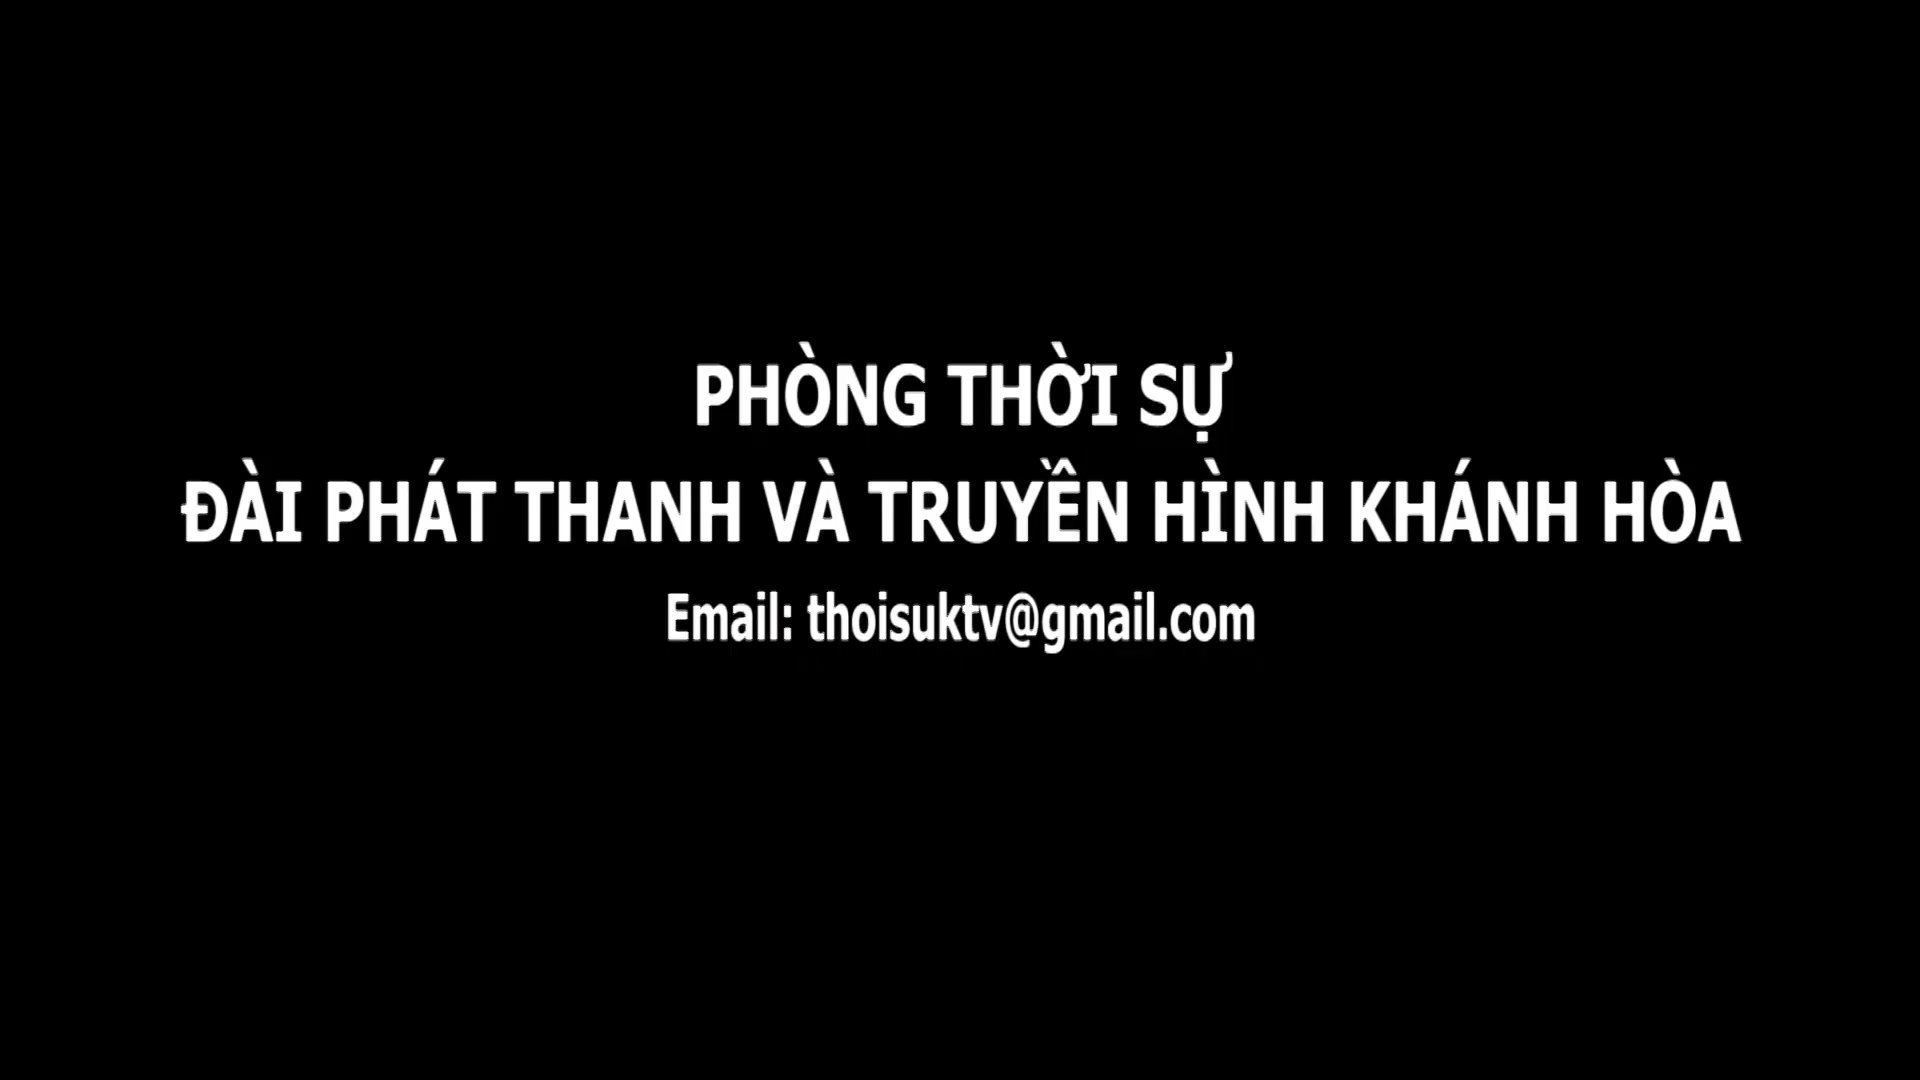 PHÒNG THỜI SỰ
ĐÀI PHÁT THANH VÀ TRUYỀN HÌNH KHÁNH HÒA
Email: thoisuktv@gmail.com